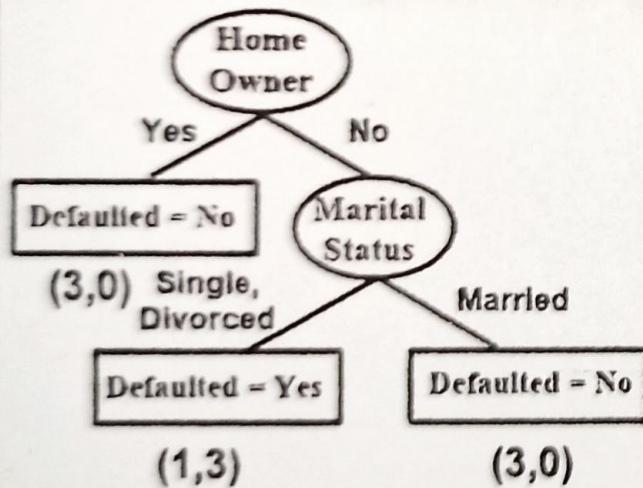 Home
Owner
Yes
No
Defaulted = No
Marital
Status
(3,0)
Single,
Divorced
Married
Defaulted = Yes
Defaulted = No
(1,3)
(3,0)